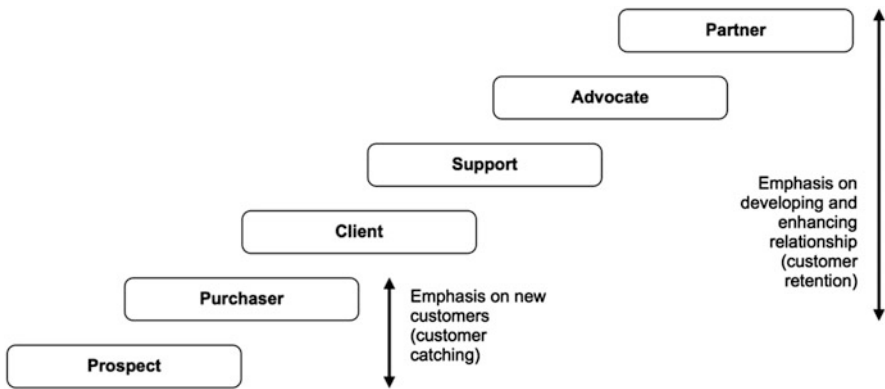 Partner
Advocate
Support
Client
Purchaser
Prospect
Emphasis on new
customers
(customer
catching)
Emphasis on
developing and
enhancing
relationship
(customer
retention)